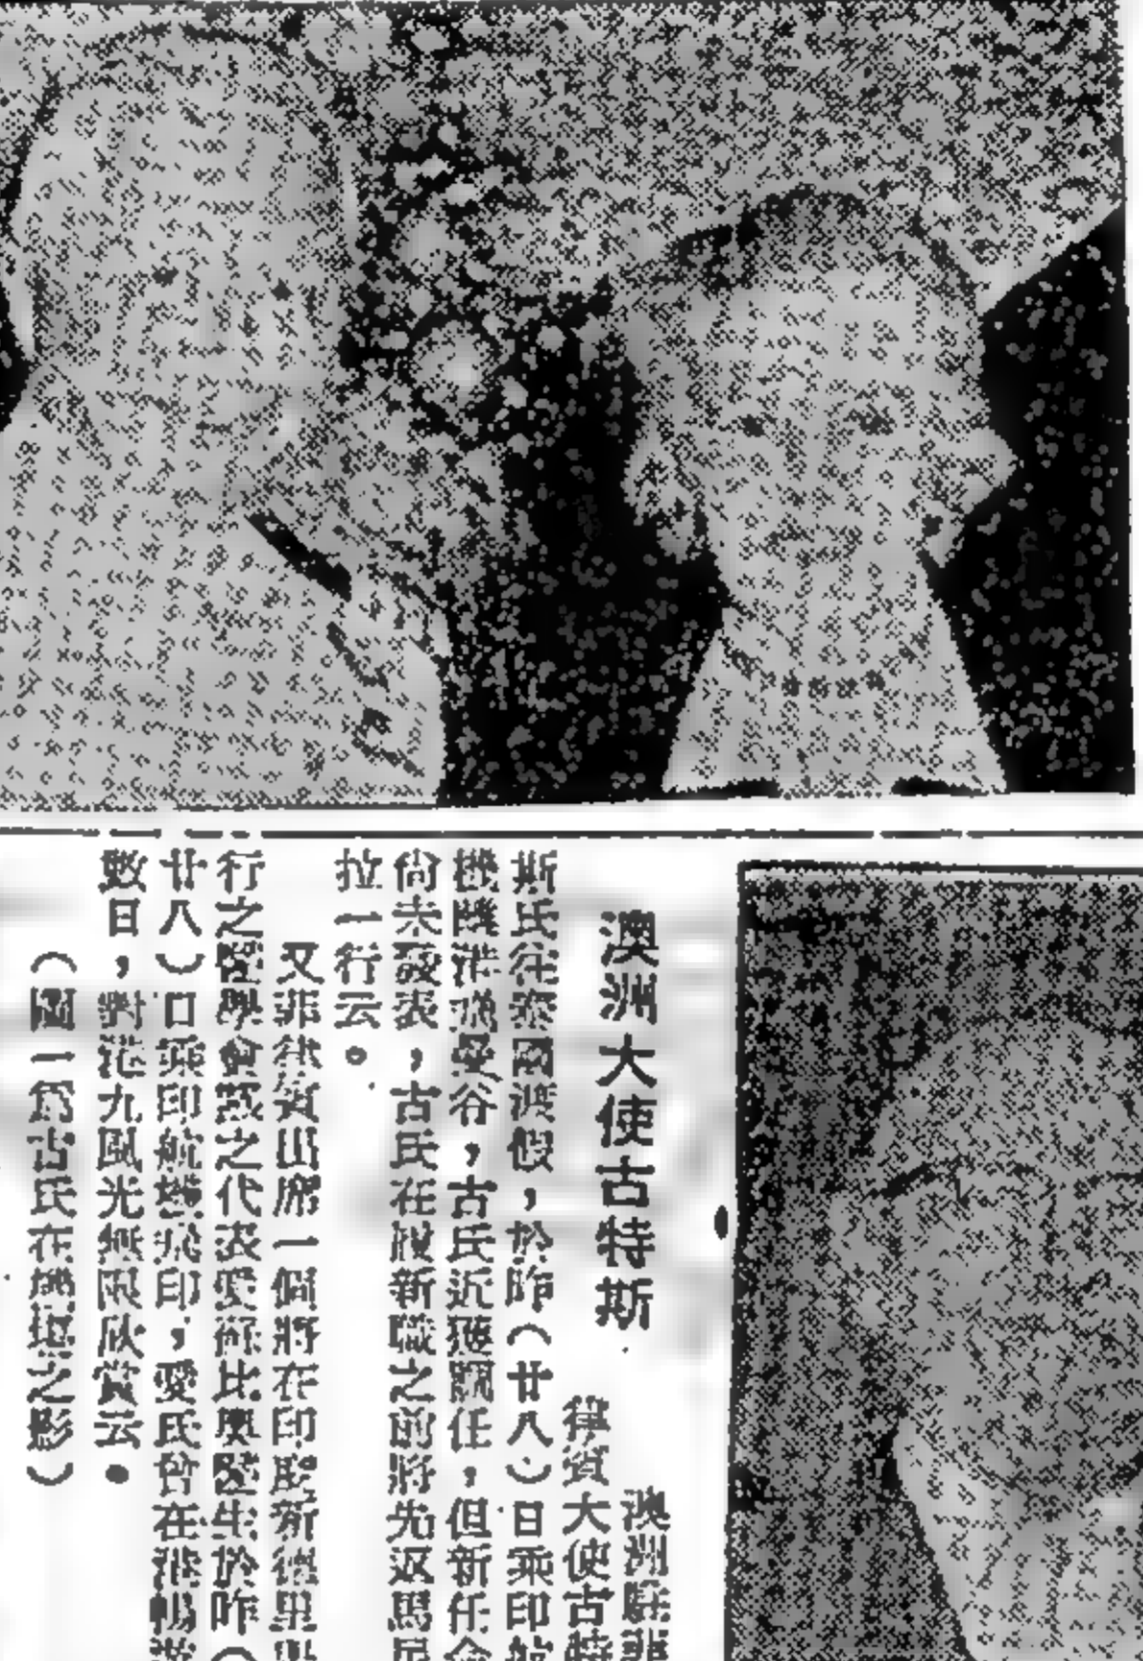 澳洲大使古特斯
澳洲駐菲
律賓大使古特
斯氏往泰國渡假，於昨（廿八）日乘印航
機離港飛曼谷，古氏近獲調任，但新任命
尚未發表，古氏在履新職之前將先返馬尼
拉一行云。
又菲律賓出席一個將在印度新德里舉
行之醫學會議之代表愛 比奧醫生於昨（
廿八）日乘印航機飛印，愛氏曾在港暢遊
數日，對港九風光無限欣賞云。
（圖一為古氏在機場之影）